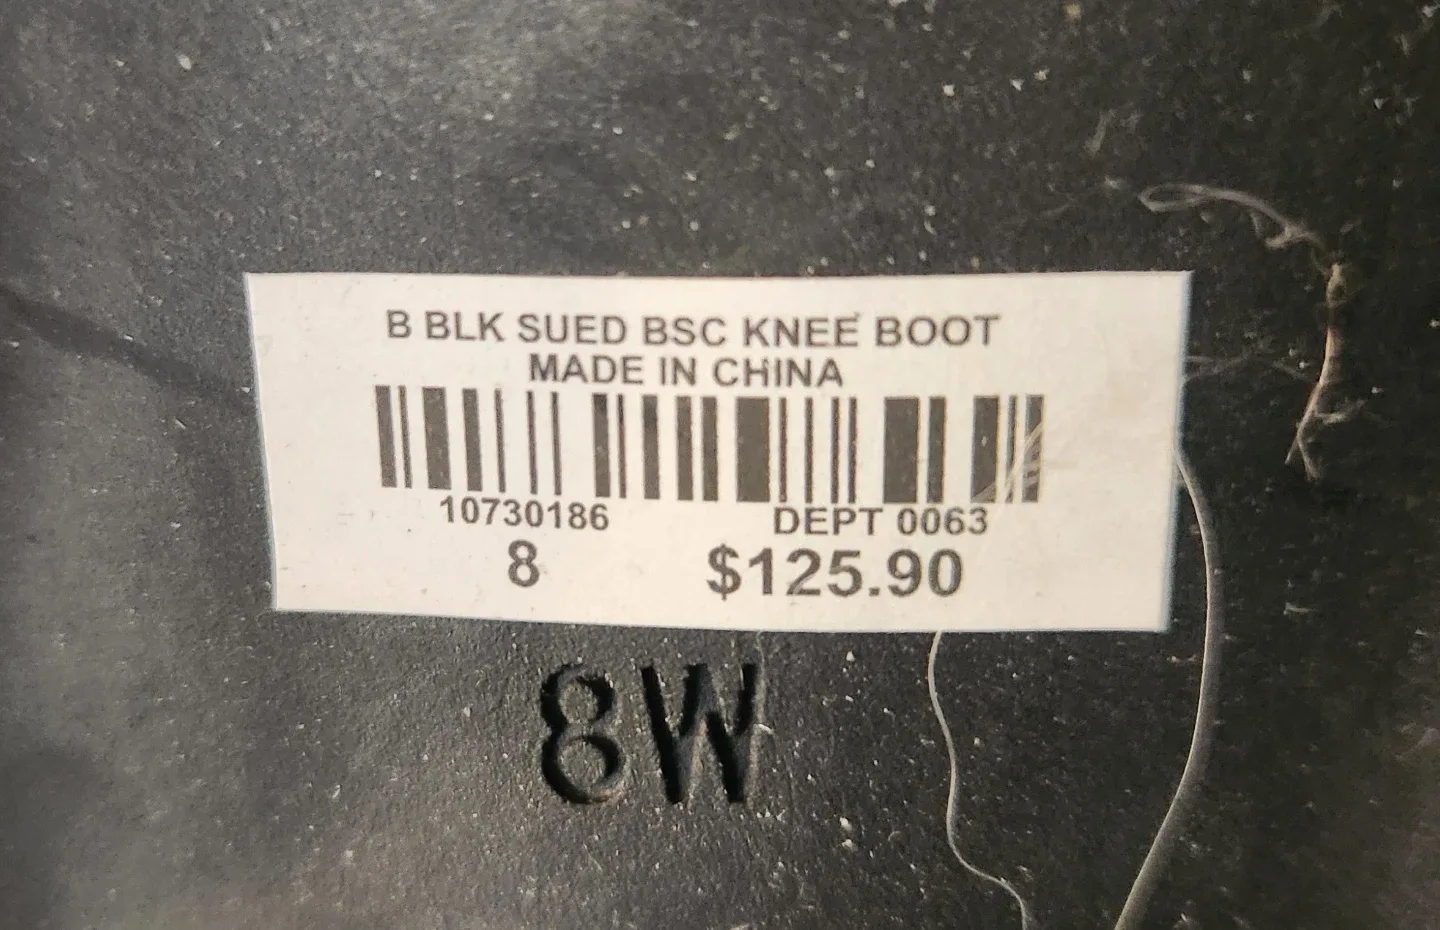 B BLK SUED BSC KNEE BOOT
MADE IN CHINA
10730186 DEPT 0063
8 $125.90
8W